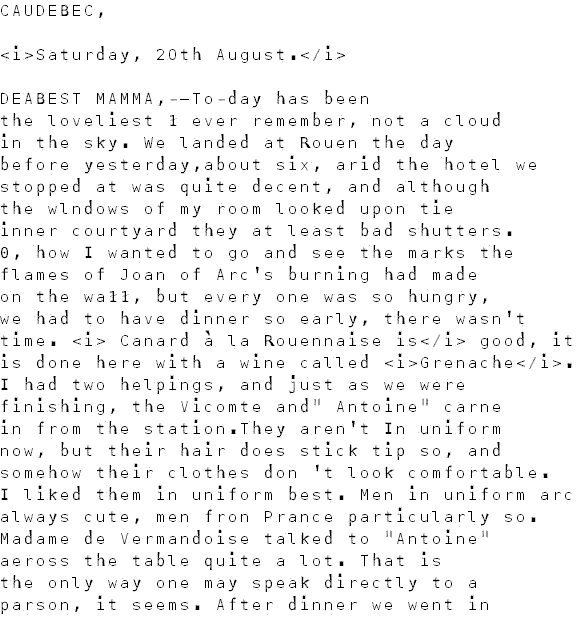 CAUDEBEC,
<i>Saturday, 20th August.</i>
DEABEST MAMMA,--To-day has been
the loveliest 1 ever remember, not a cloud
in the sky. We landed at Rouen the day
before yesterday,about six, arid the hotel we
stopped at was quite decent, and although
the wlndows of my room looked upon tie
inner courtyard they at least bad shutters.
0, how I wanted to go and see the marks the
flames of Joan of Arc's burning had made
on the wa11, but every one was so hungry,
we had to have dinner so early, there wasn't
time. <i> Canard à la Rouennaise is</i> good, it
is done here with a wine called <i>Grenache</i>.
I had two helpings, and just as we were
finishing, the Vicomte and" Antoine" carne
in from the station.They aren't In uniform
now, but their hair does stick tip so, and
somehow their clothes don 't look comfortable.
I liked them in uniform best. Men in uniform arc
always cute, men fron Prance particularly so.
Madame de Vermandoise talked to "Antoine"
aeross the table quite a lot. That is
the only way one may speak directly to a
parson, it seems. After dinner we went in